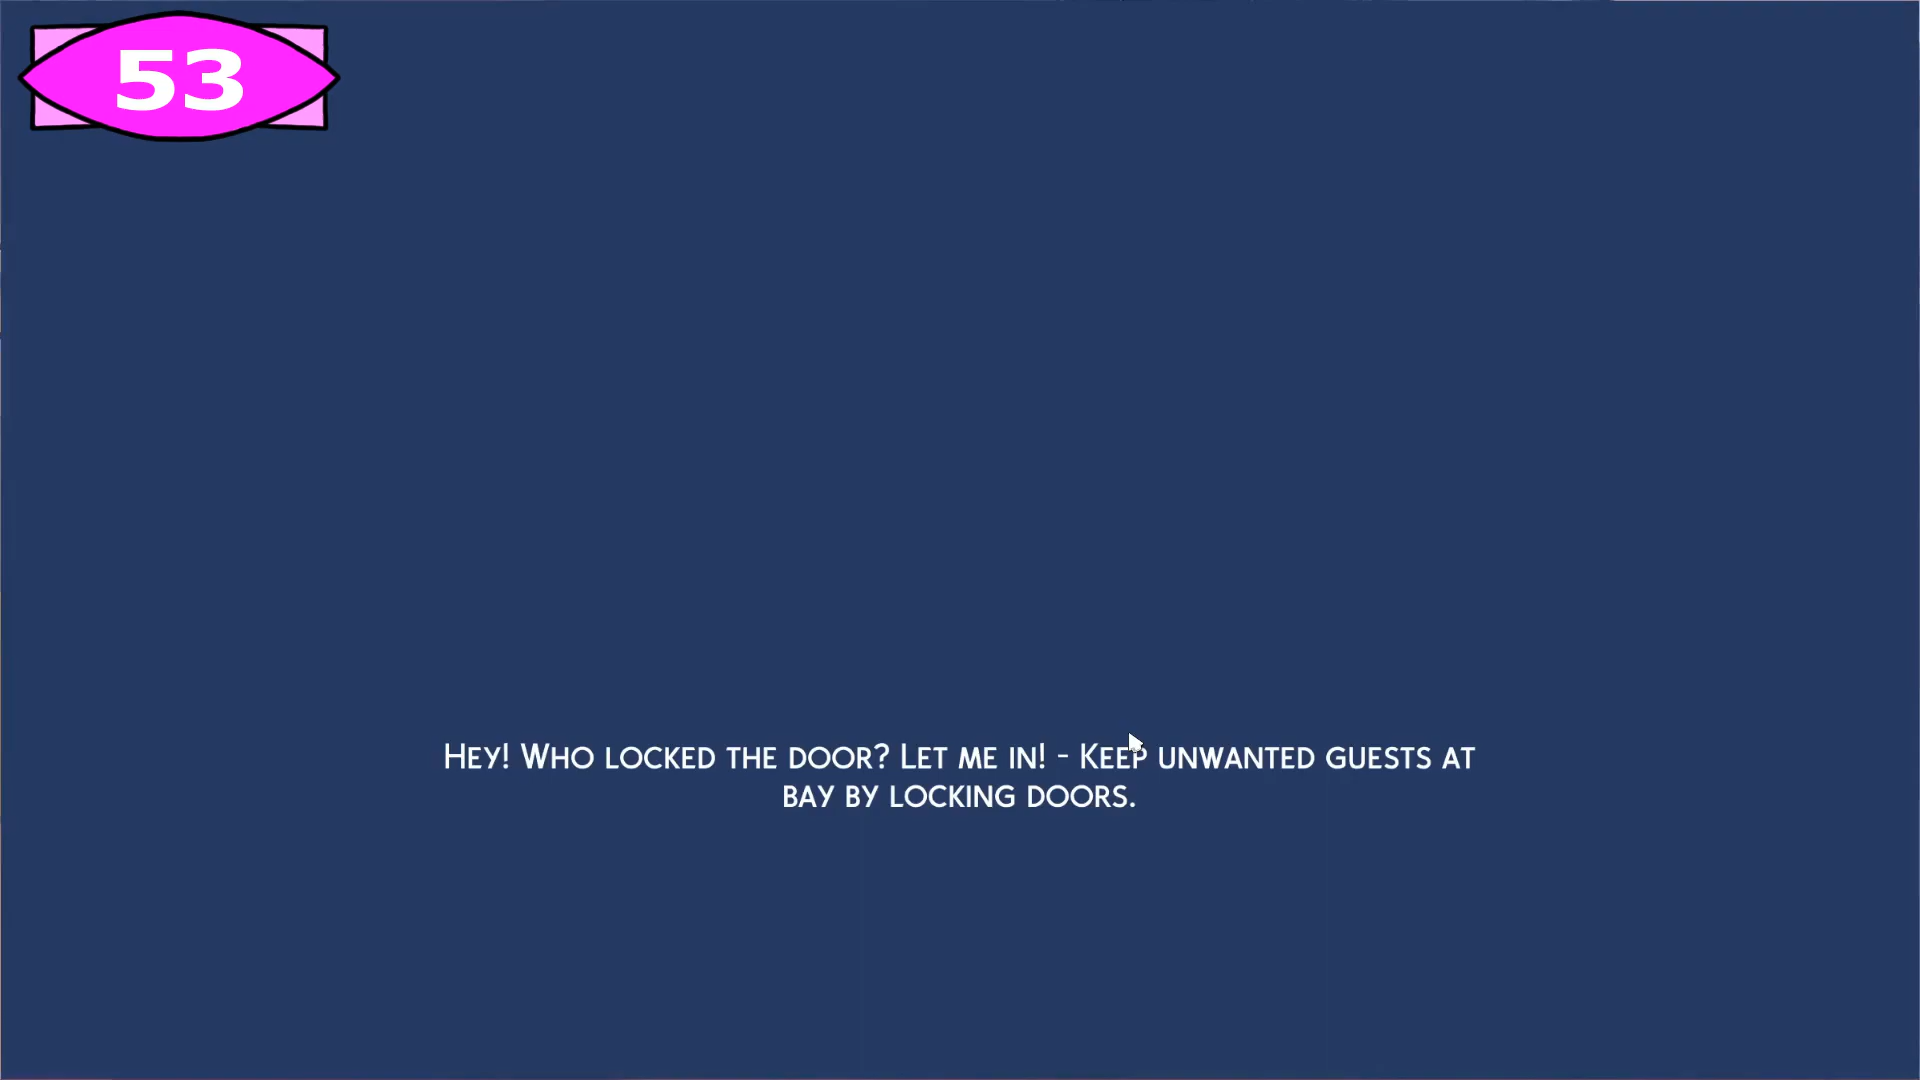 53
Hey! Who locked the door? Let me in! - Keep unwanted guests at
bay by locking doors.